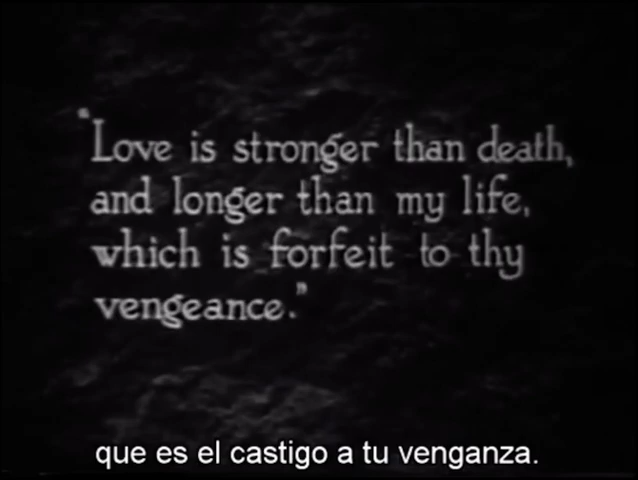 "Love is stronger than death,
and longer than my life,
which is forfeit to thy
vengeance."
que es el castigo a tu venganza.